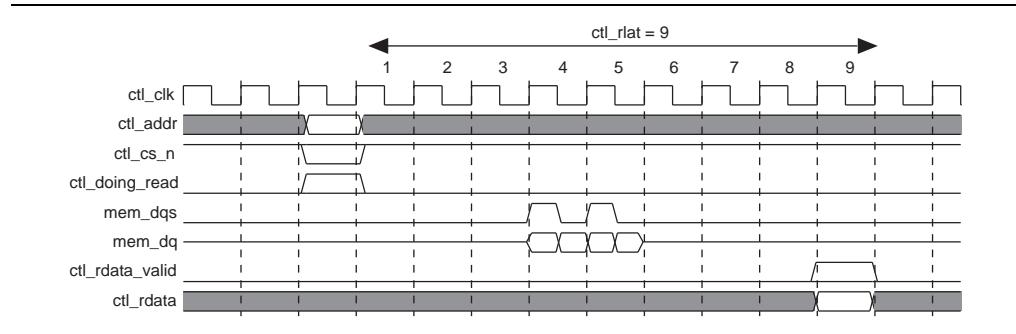 ctl_rlat = 9
1 2 3 4 5 6 7 8 9
ctl_clk
ctl_addr
ctl_cs_n
ctl_doing_read
mem_dqs
mem_dq
ctl_rdata_valid
ctl_rdata